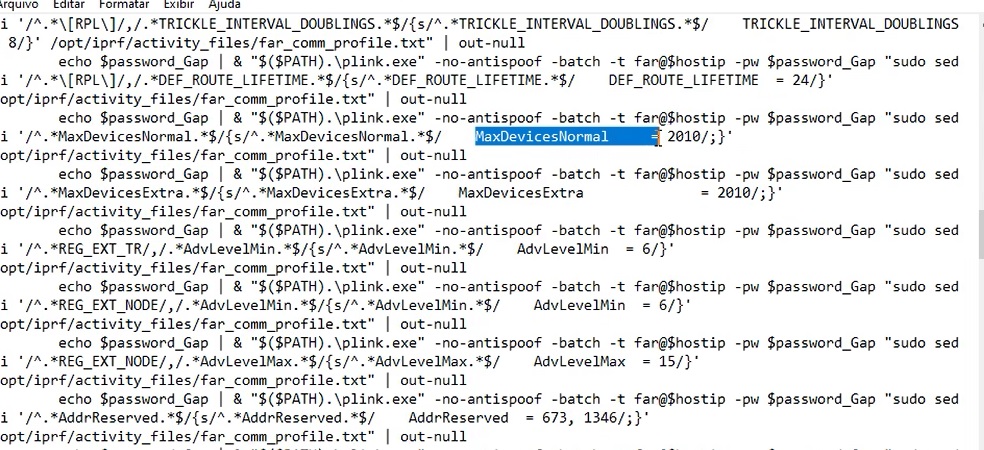 Arquivo Editar Formatar Exibir Ajuda
i '/^.*\[RPL\]/,/.*TRICKLE_INTERVAL_DOUBLINGS.*$/{s/^.*TRICKLE_INTERVAL_DOUBLINGS.*$/    TRICKLE_INTERVAL_DOUBLINGS
8/}' /opt/iprf/activity_files/far_comm_profile.txt" | out-null
echo $password_Gap | & "$($PATH).\plink.exe" -no-antispoof -batch -t far@$hostip -pw $password_Gap "sudo sed
i '/^.*\[RPL\]/,/.*DEF_ROUTE_LIFETIME.*$/{s/^.*DEF_ROUTE_LIFETIME.*$/    DEF_ROUTE_LIFETIME  = 24/}'
opt/iprf/activity_files/far_comm_profile.txt" | out-null
echo $password_Gap | & "$($PATH).\plink.exe" -no-antispoof -batch -t far@$hostip -pw $password_Gap "sudo sed
i '/^.*MaxDevicesNormal.*$/{s/^.*MaxDevicesNormal.*$/    MaxDevicesNormal     = 2010/;}'
opt/iprf/activity_files/far_comm_profile.txt" | out-null
echo $password_Gap | & "$($PATH).\plink.exe" -no-antispoof -batch -t far@$hostip -pw $password_Gap "sudo sed
i '/^.*MaxDevicesExtra.*$/{s/^.*MaxDevicesExtra.*$/    MaxDevicesExtra              = 2010/;}'
opt/iprf/activity_files/far_comm_profile.txt" | out-null
echo $password_Gap | & "$($PATH).\plink.exe" -no-antispoof -batch -t far@$hostip -pw $password_Gap "sudo sed
i '/^.*REG_EXT_TR/,/.*AdvLevelMin.*$/{s/^.*AdvLevelMin.*$/    AdvLevelMin  = 6/}'
opt/iprf/activity_files/far_comm_profile.txt" | out-null
echo $password_Gap | & "$($PATH).\plink.exe" -no-antispoof -batch -t far@$hostip -pw $password_Gap "sudo sed
i '/^.*REG_EXT_NODE/,/.*AdvLevelMin.*$/{s/^.*AdvLevelMin.*$/    AdvLevelMin  = 6/}'
opt/iprf/activity_files/far_comm_profile.txt" | out-null
echo $password_Gap | & "$($PATH).\plink.exe" -no-antispoof -batch -t far@$hostip -pw $password_Gap "sudo sed
i '/^.*REG_EXT_NODE/,/.*AdvLevelMax.*$/{s/^.*AdvLevelMax.*$/    AdvLevelMax  = 15/}'
opt/iprf/activity_files/far_comm_profile.txt" | out-null
echo $password_Gap | & "$($PATH).\plink.exe" -no-antispoof -batch -t far@$hostip -pw $password_Gap "sudo sed
i '/^.*AddrReserved.*$/{s/^.*AddrReserved.*$/    AddrReserved  = 673, 1346/;}'
opt/iprf/activity_files/far_comm_profile.txt" | out-null